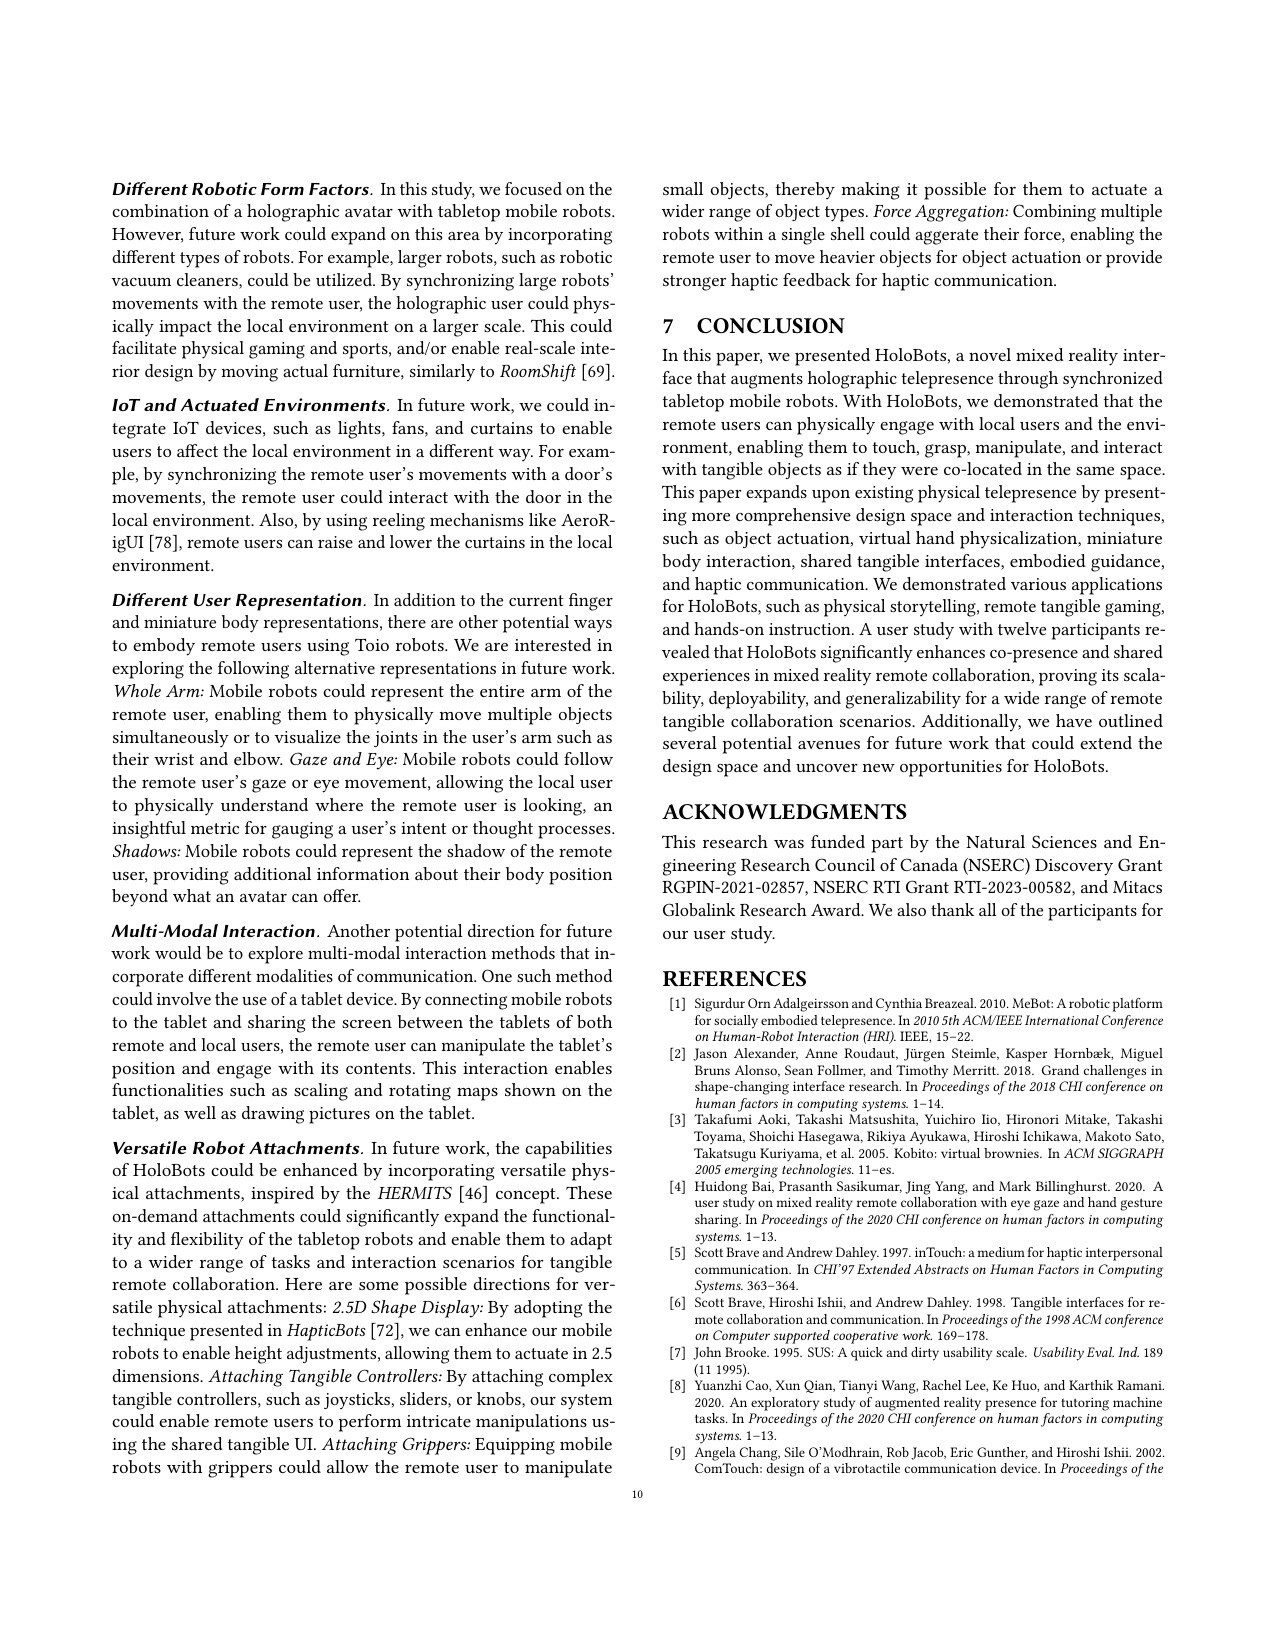 Different Robotic Form Factors. In this study, we focused on the
combination of a holographic avatar with tabletop mobile robots.
However, future work could expand on this area by incorporating
different types of robots. For example, larger robots, such as robotic
vacuum cleaners, could be utilized. By synchronizing large robots'
movements with the remote user, the holographic user could phys-
ically impact the local environment on a larger scale. This could
facilitate physical gaming and sports, and/or enable real-scale inte-
rior design by moving actual furniture, similarly to RoomShift [69].
IoT and Actuated Environments. In future work, we could in-
tegrate IoT devices, such as lights, fans, and curtains to enable
users to affect the local environment in a different way. For exam-
ple, by synchronizing the remote user's movements with a door's
movements, the remote user could interact with the door in the
local environment. Also, by using reeling mechanisms like AeroR-
igUI [78], remote users can raise and lower the curtains in the local
environment.
Different User Representation. In addition to the current finger
and miniature body representations, there are other potential ways
to embody remote users using Toio robots. We are interested in
exploring the following alternative representations in future work.
Whole Arm: Mobile robots could represent the entire arm of the
remote user, enabling them to physically move multiple objects
simultaneously or to visualize the joints in the user's arm such as
their wrist and elbow. Gaze and Eye: Mobile robots could follow
the remote user's gaze or eye movement, allowing the local user
to physically understand where the remote user is looking, an
insightful metric for gauging a user's intent or thought processes.
Shadows: Mobile robots could represent the shadow of the remote
user, providing additional information about their body position
beyond what an avatar can offer.
Multi-Modal Interaction. Another potential direction for future
work would be to explore multi-modal interaction methods that in-
corporate different modalities of communication. One such method
could involve the use of a tablet device. By connecting mobile robots
to the tablet and sharing the screen between the tablets of both
remote and local users, the remote user can manipulate the tablet's
position and engage with its contents. This interaction enables
functionalities such as scaling and rotating maps shown on the
tablet, as well as drawing pictures on the tablet.
Versatile Robot Attachments. In future work, the capabilities
of HoloBots could be enhanced by incorporating versatile phys-
ical attachments, inspired by the HERMITS [46] concept. These
on-demand attachments could significantly expand the functional-
ity and flexibility of the tabletop robots and enable them to adapt
to a wider range of tasks and interaction scenarios for tangible
remote collaboration. Here are some possible directions for ver-
satile physical attachments: 2.5D Shape Display: By adopting the
technique presented in HapticBots [72], we can enhance our mobile
robots to enable height adjustments, allowing them to actuate in 2.5
dimensions. Attaching Tangible Controllers: By attaching complex
tangible controllers, such as joysticks, sliders, or knobs, our system
could enable remote users to perform intricate manipulations us-
ing the shared tangible UI. Attaching Grippers: Equipping mobile
robots with grippers could allow the remote user to manipulate
small objects, thereby making it possible for them to actuate a
wider range of object types. Force Aggregation: Combining multiple
robots within a single shell could aggerate their force, enabling the
remote user to move heavier objects for object actuation or provide
stronger haptic feedback for haptic communication.
7 CONCLUSION
In this paper, we presented HoloBots, a novel mixed reality inter-
face that augments holographic telepresence through synchronized
tabletop mobile robots. With HoloBots, we demonstrated that the
remote users can physically engage with local users and the envi-
ronment, enabling them to touch, grasp, manipulate, and interact
with tangible objects as if they were co-located in the same space.
This paper expands upon existing physical telepresence by present-
ing more comprehensive design space and interaction techniques,
such as object actuation, virtual hand physicalization, miniature
body interaction, shared tangible interfaces, embodied guidance,
and haptic communication. We demonstrated various applications
for HoloBots, such as physical storytelling, remote tangible gaming,
and hands-on instruction. A user study with twelve participants re-
vealed that HoloBots significantly enhances co-presence and shared
experiences in mixed reality remote collaboration, proving its scala-
bility, deployability, and generalizability for a wide range of remote
tangible collaboration scenarios. Additionally, we have outlined
several potential avenues for future work that could extend the
design space and uncover new opportunities for HoloBots.
ACKNOWLEDGMENTS
This research was funded part by the Natural Sciences and En-
gineering Research Council of Canada (NSERC) Discovery Grant
RGPIN-2021-02857, NSERC RTI Grant RTI-2023-00582, and Mitacs
Globalink Research Award. We also thank all of the participants for
our user study.
REFERENCES
[1] Sigurdur Orn Adalgeirsson and Cynthia Breazeal. 2010. MeBot: A robotic platform
for socially embodied telepresence. In 2010 5th ACM/IEEE International Conference
on Human-Robot Interaction (HRI). IEEE, 15–22.
[2] Jason Alexander, Anne Roudaut, Jürgen Steimle, Kasper Hornbæk, Miguel
Bruns Alonso, Sean Follmer, and Timothy Merritt. 2018. Grand challenges in
shape-changing interface research. In Proceedings of the 2018 CHI conference on
human factors in computing systems. 1–14.
[3] Takafumi Aoki, Takashi Matsushita, Yuichiro Iio, Hironori Mitake, Takashi
Toyama, Shoichi Hasegawa, Rikiya Ayukawa, Hiroshi Ichikawa, Makoto Sato,
Takatsugu Kuriyama, et al. 2005. Kobito: virtual brownies. In ACM SIGGRAPH
2005 emerging technologies. 11–es.
[4] Huidong Bai, Prasanth Sasikumar, Jing Yang, and Mark Billinghurst. 2020. A
user study on mixed reality remote collaboration with eye gaze and hand gesture
sharing. In Proceedings of the 2020 CHI conference on human factors in computing
systems. 1–13.
[5] Scott Brave and Andrew Dahley. 1997. inTouch: a medium for haptic interpersonal
communication. In CHI'97 Extended Abstracts on Human Factors in Computing
Systems. 363–364.
[6] Scott Brave, Hiroshi Ishii, and Andrew Dahley. 1998. Tangible interfaces for re-
mote collaboration and communication. In Proceedings of the 1998 ACM conference
on Computer supported cooperative work. 169–178.
[7] John Brooke. 1995. SUS: A quick and dirty usability scale. Usability Eval. Ind. 189
(11 1995).
[8] Yuanzhi Cao, Xun Qian, Tianyi Wang, Rachel Lee, Ke Huo, and Karthik Ramani.
2020. An exploratory study of augmented reality presence for tutoring machine
tasks. In Proceedings of the 2020 CHI conference on human factors in computing
systems. 1–13.
[9] Angela Chang, Sile O'Modhrain, Rob Jacob, Eric Gunther, and Hiroshi Ishii. 2002.
ComTouch: design of a vibrotactile communication device. In Proceedings of the
10